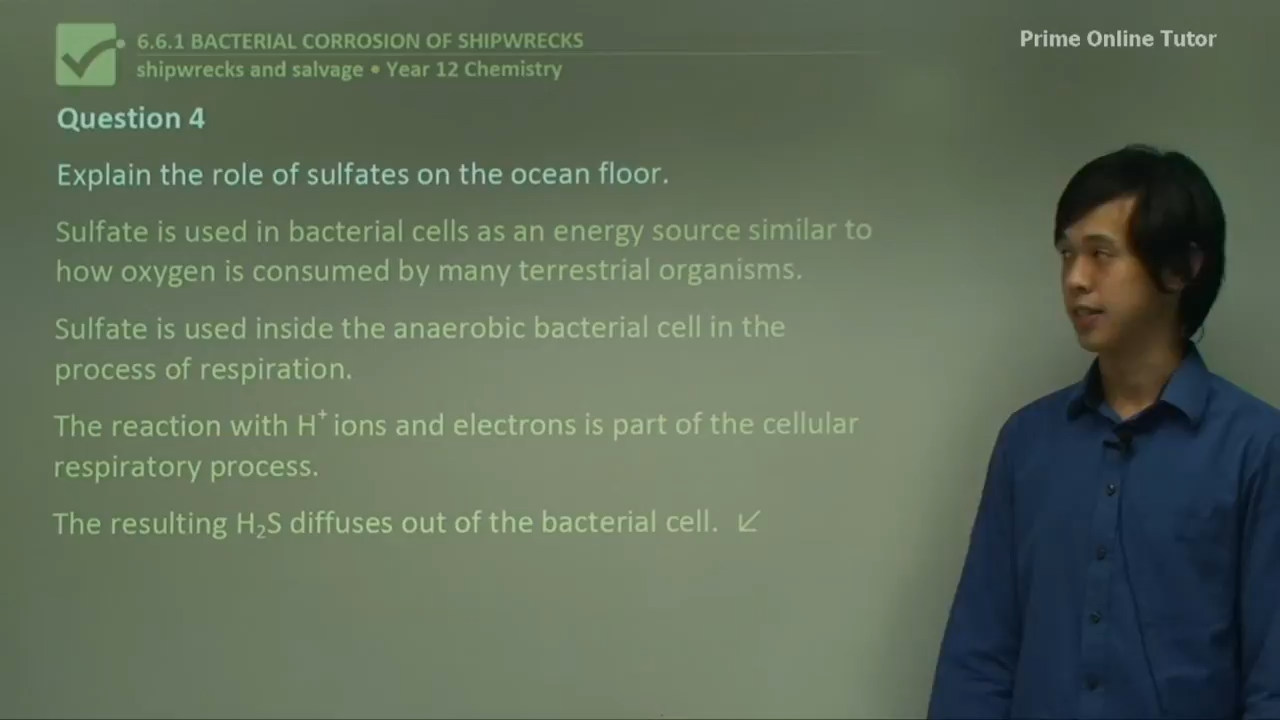 6.6.1 BACTERIAL CORROSION OF SHIPWRECKS
Prime Online Tutor
shipwrecks and salvage • Year 12 Chemistry
Question 4
Explain the role of sulfates on the ocean floor.
Sulfate is used in bacterial cells as an energy source similar to
how oxygen is consumed by many terrestrial organisms.
Sulfate is used inside the anaerobic bacterial cell in the
process of respiration.
The reaction with H⁺ ions and electrons is part of the cellular
respiratory process.
The resulting H₂S diffuses out of the bacterial cell. ↙